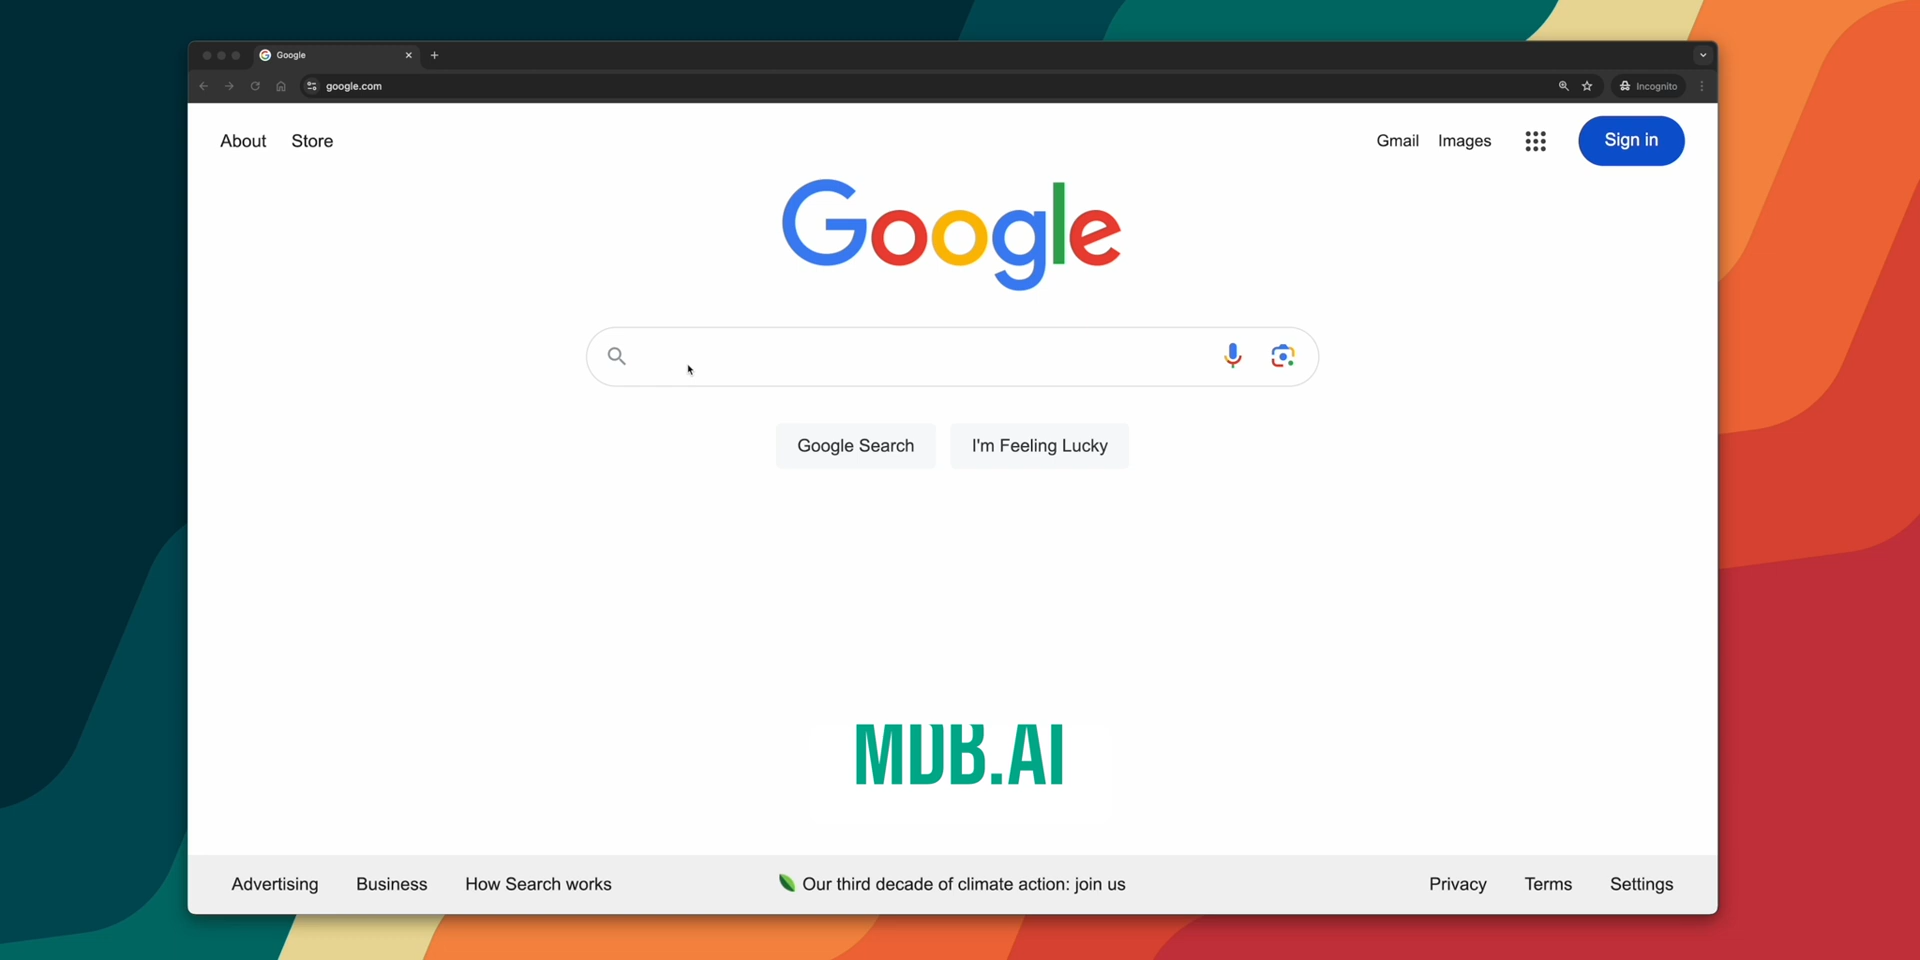 Google
google.com
Incognito
About Store
Gmail Images Sign in
Google
Google Search I'm Feeling Lucky
MDB.AI
Advertising Business How Search works
Our third decade of climate action: join us
Privacy Terms Settings